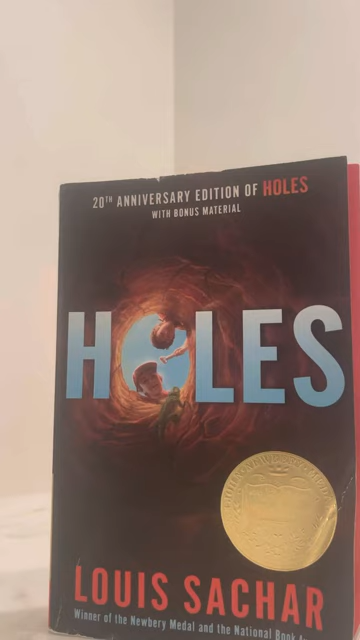 20TH ANNIVERSARY EDITION OF HOLES
WITH BONUS MATERIAL
HOLES
LOUIS SACHAR
Winner of the Newbery Medal and the National Book